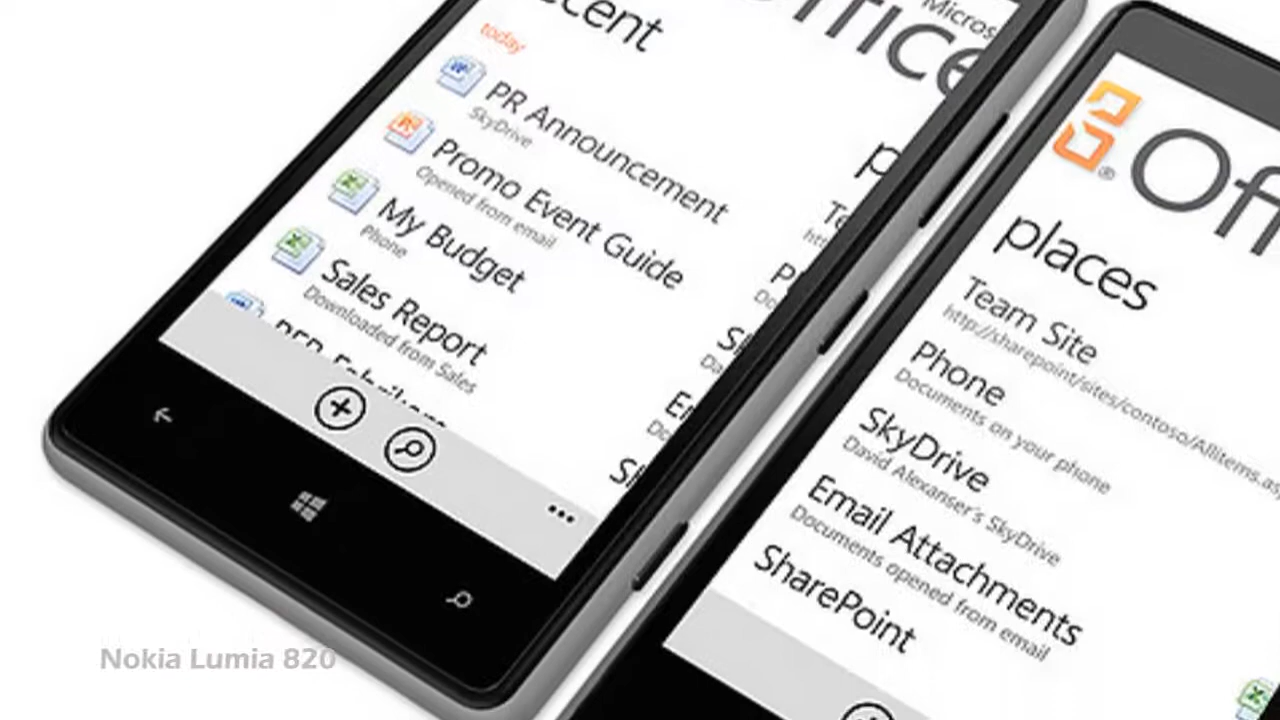 recent
Office
Micros
today
PR Announcement
SkyDrive
Promo Event Guide
Opened from email
My Budget
Phone
Sales Report
Downloaded from Sales
places
Team Site
http://sharepoint/sites/contoso/AllItems.as
Phone
Documents on your phone
SkyDrive
David Alexanser's SkyDrive
Email Attachments
Documents opened from email
SharePoint
Nokia Lumia 820